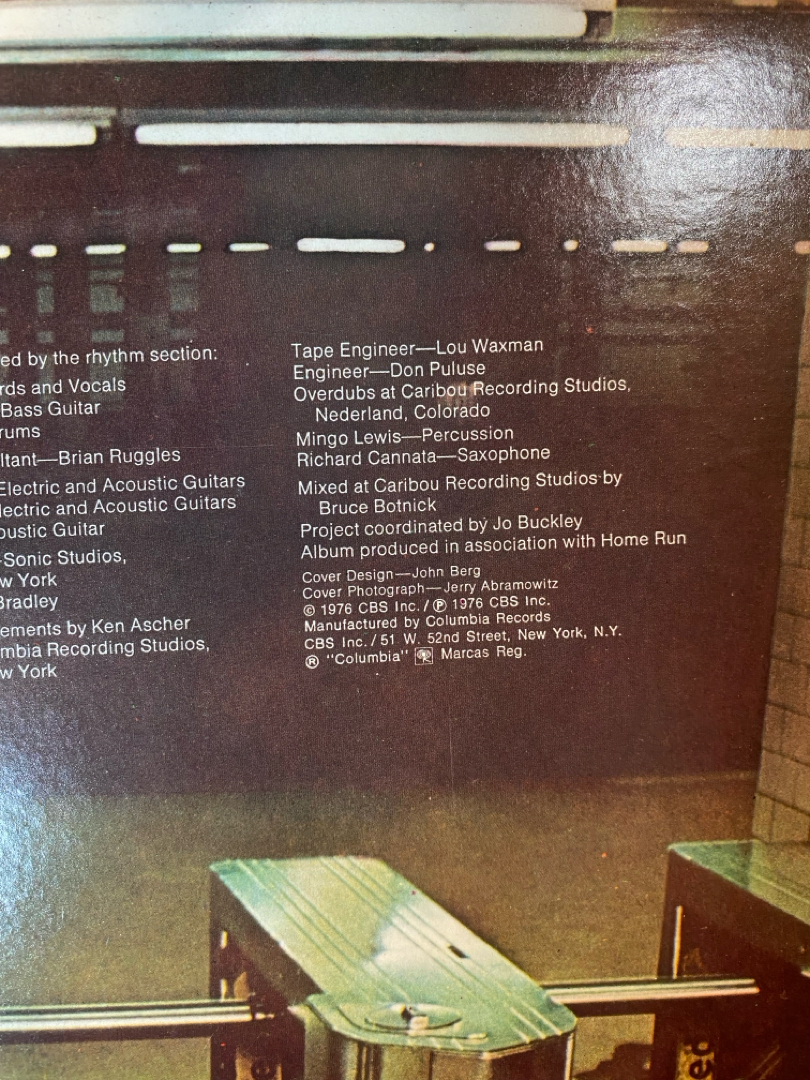 ed by the rhythm section:
rds and Vocals
Bass Guitar
rums
ltant—Brian Ruggles
Electric and Acoustic Guitars
lectric and Acoustic Guitars
oustic Guitar
-Sonic Studios,
w York
Bradley
ements by Ken Ascher
mbia Recording Studios,
w York
Tape Engineer—Lou Waxman
Engineer—Don Puluse
Overdubs at Caribou Recording Studios,
Nederland, Colorado
Mingo Lewis—Percussion
Richard Cannata—Saxophone
Mixed at Caribou Recording Studios by
Bruce Botnick
Project coordinated by Jo Buckley
Album produced in association with Home Run
Cover Design—John Berg
Cover Photograph—Jerry Abramowitz
© 1976 CBS Inc. / ℗ 1976 CBS Inc.
Manufactured by Columbia Records
CBS Inc. / 51 W. 52nd Street, New York, N.Y.
® "Columbia" Marcas Reg.